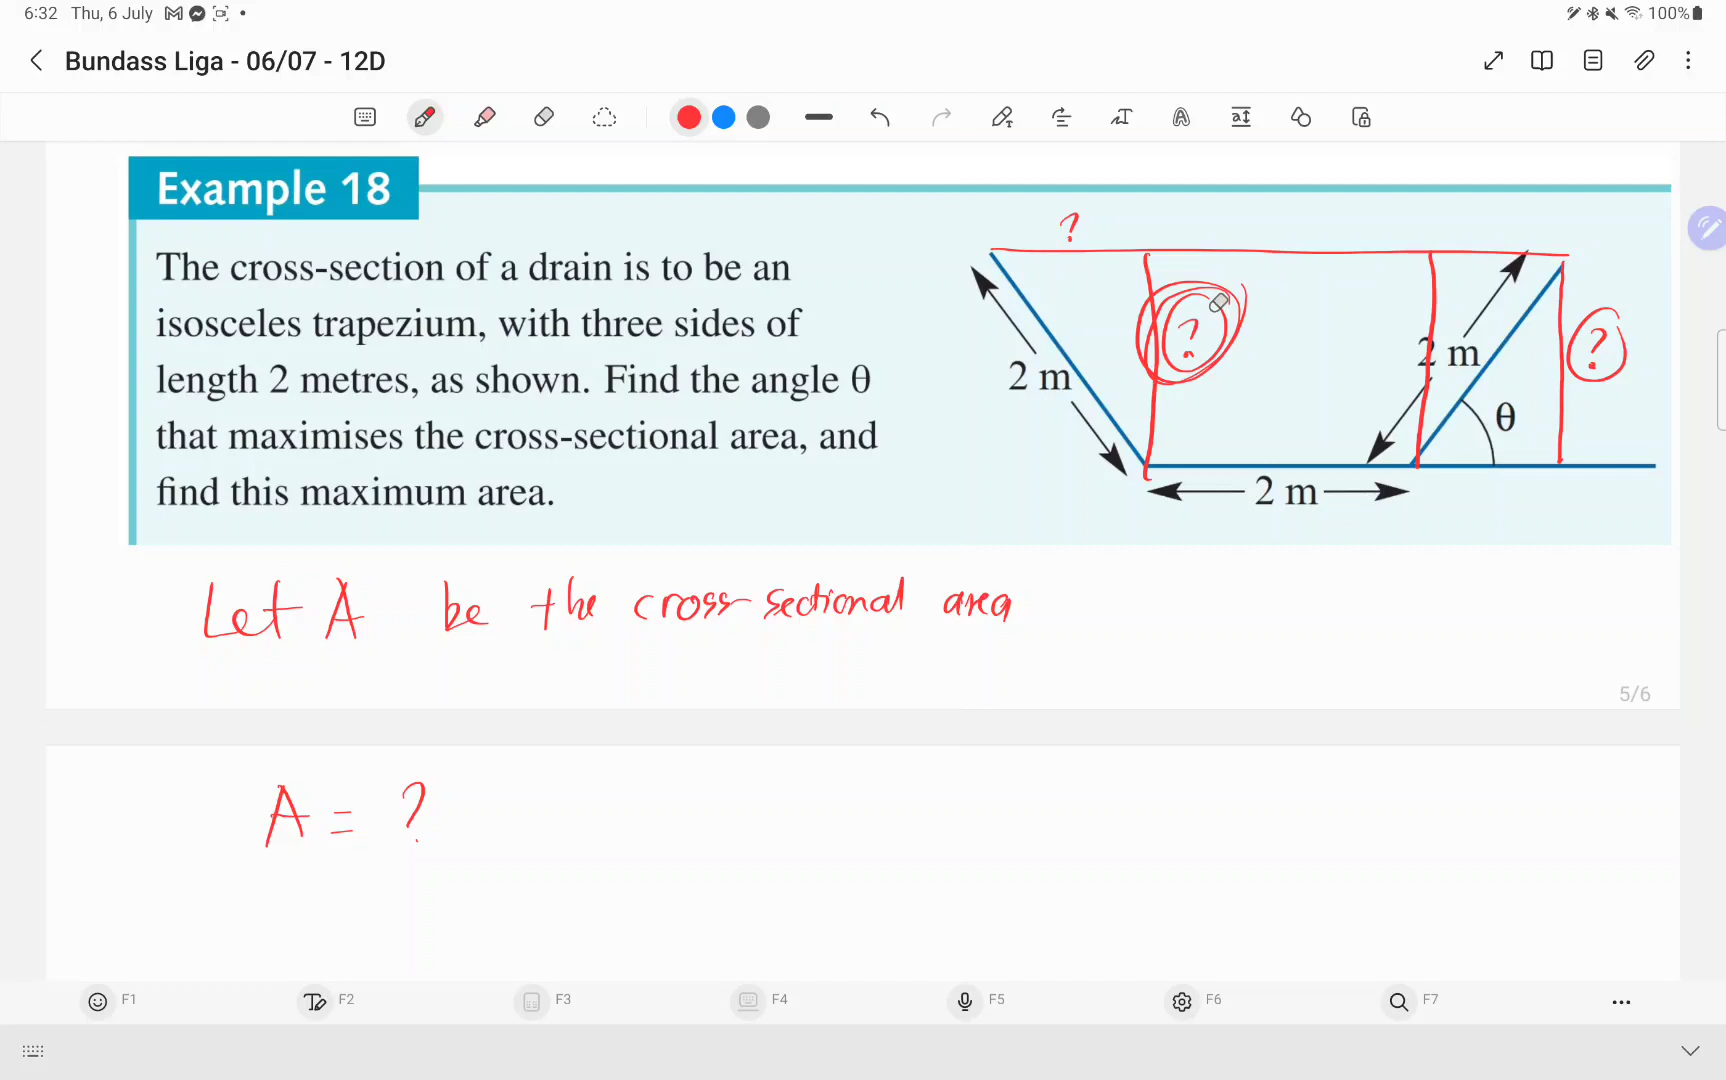 6:32 Thu, 6 July
100%
Bundass Liga - 06/07 - 12D
Example 18
The cross-section of a drain is to be an
isosceles trapezium, with three sides of
length 2 metres, as shown. Find the angle θ
that maximises the cross-sectional area, and
find this maximum area.
?
?
?
2 m
2 m
θ
2 m
Let A be the cross-sectional area
5/6
A = ?
F1 F2 F3 F4 F5 F6 F7